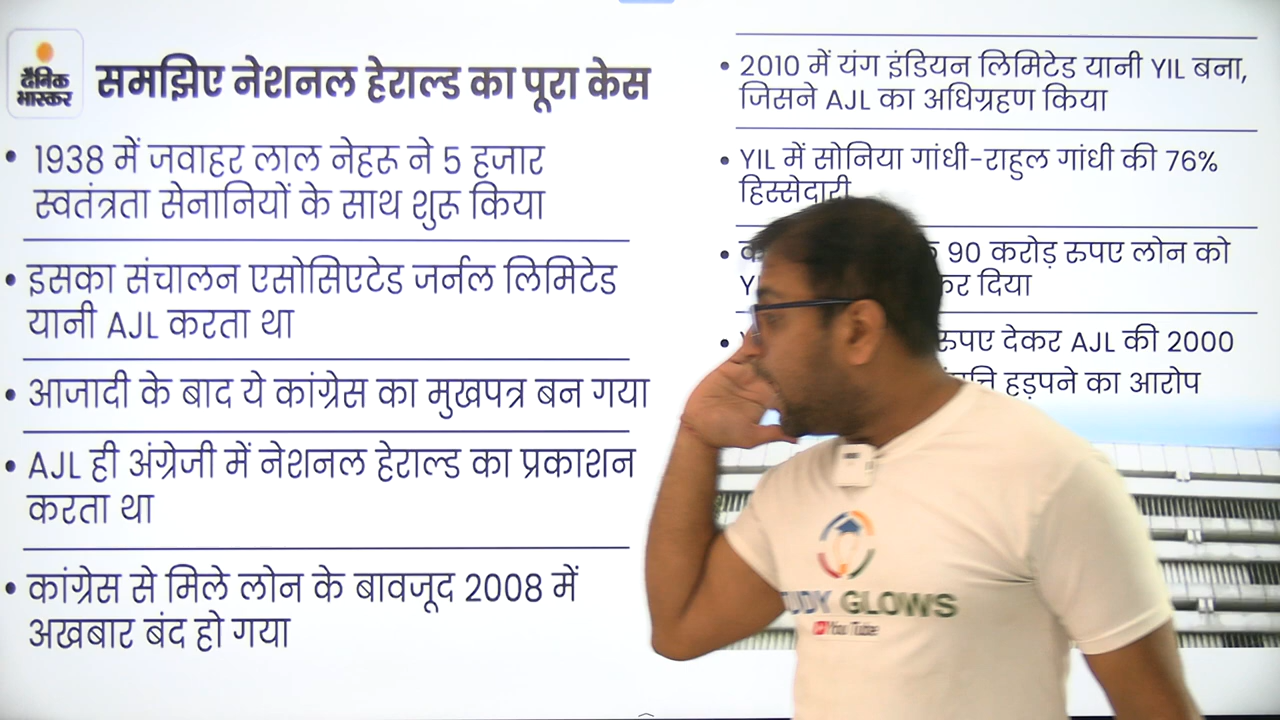 दैनिक
भास्कर
समझिए नेशनल हेराल्ड का पूरा केस
• 1938 में जवाहर लाल नेहरू ने 5 हजार
स्वतंत्रता सेनानियों के साथ शुरू किया
• इसका संचालन एसोसिएटेड जर्नल लिमिटेड
यानी AJL करता था
• आजादी के बाद ये कांग्रेस का मुखपत्र बन गया
• AJL ही अंग्रेजी में नेशनल हेराल्ड का प्रकाशन
करता था
• कांग्रेस से मिले लोन के बावजूद 2008 में
अखबार बंद हो गया
• 2010 में यंग इंडियन लिमिटेड यानी YIL बना,
जिसने AJL का अधिग्रहण किया
• YIL में सोनिया गांधी-राहुल गांधी की 76%
हिस्सेदारी
90 करोड़ रुपए लोन को
कर दिया
रुपए देकर AJL की 2000
हड़पने का आरोप
GLOWS
You Tube